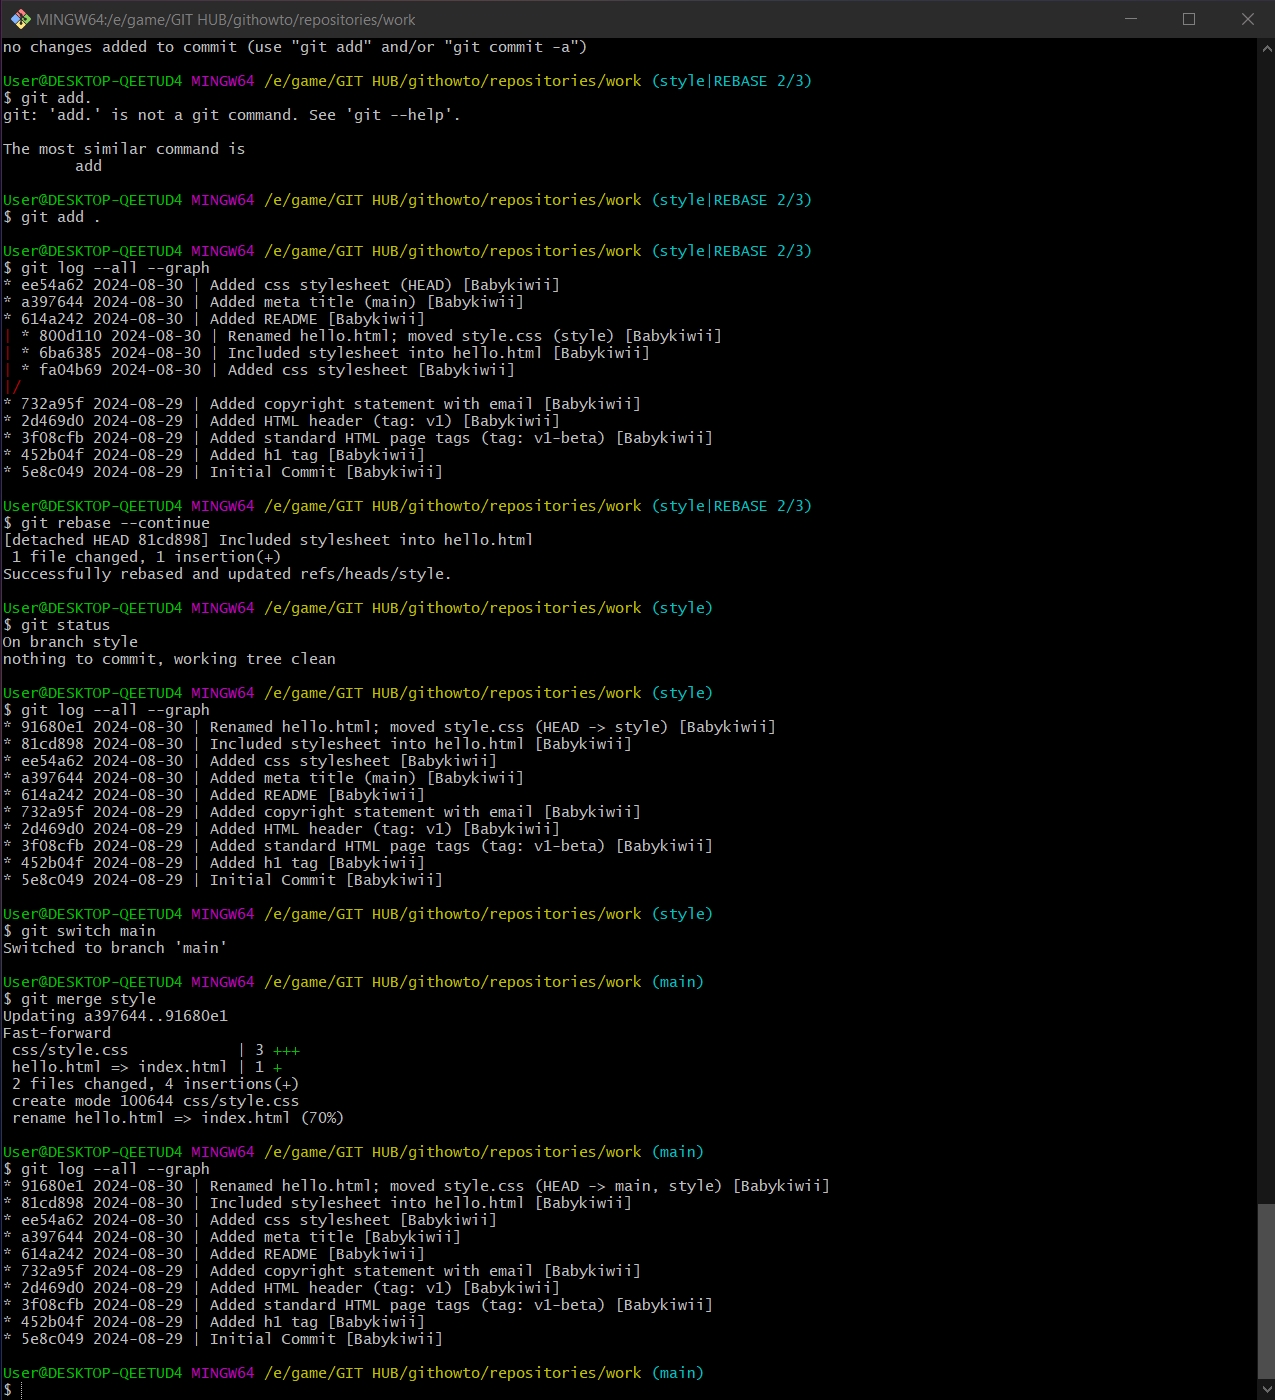 MINGW64:/e/game/GIT HUB/githowto/repositories/work
no changes added to commit (use "git add" and/or "git commit -a")
User@DESKTOP-QEETUD4 MINGW64 /e/game/GIT HUB/githowto/repositories/work (style|REBASE 2/3)
$ git add.
git: 'add.' is not a git command. See 'git --help'.
The most similar command is
        add
User@DESKTOP-QEETUD4 MINGW64 /e/game/GIT HUB/githowto/repositories/work (style|REBASE 2/3)
$ git add .
User@DESKTOP-QEETUD4 MINGW64 /e/game/GIT HUB/githowto/repositories/work (style|REBASE 2/3)
$ git log --all --graph
* ee54a62 2024-08-30 | Added css stylesheet (HEAD) [Babykiwii]
* a397644 2024-08-30 | Added meta title (main) [Babykiwii]
* 614a242 2024-08-30 | Added README [Babykiwii]
| * 800d110 2024-08-30 | Renamed hello.html; moved style.css (style) [Babykiwii]
| * 6ba6385 2024-08-30 | Included stylesheet into hello.html [Babykiwii]
| * fa04b69 2024-08-30 | Added css stylesheet [Babykiwii]
|/
* 732a95f 2024-08-29 | Added copyright statement with email [Babykiwii]
* 2d469d0 2024-08-29 | Added HTML header (tag: v1) [Babykiwii]
* 3f08cfb 2024-08-29 | Added standard HTML page tags (tag: v1-beta) [Babykiwii]
* 452b04f 2024-08-29 | Added h1 tag [Babykiwii]
* 5e8c049 2024-08-29 | Initial Commit [Babykiwii]
User@DESKTOP-QEETUD4 MINGW64 /e/game/GIT HUB/githowto/repositories/work (style|REBASE 2/3)
$ git rebase --continue
[detached HEAD 81cd898] Included stylesheet into hello.html
 1 file changed, 1 insertion(+)
Successfully rebased and updated refs/heads/style.
User@DESKTOP-QEETUD4 MINGW64 /e/game/GIT HUB/githowto/repositories/work (style)
$ git status
On branch style
nothing to commit, working tree clean
User@DESKTOP-QEETUD4 MINGW64 /e/game/GIT HUB/githowto/repositories/work (style)
$ git log --all --graph
* 91680e1 2024-08-30 | Renamed hello.html; moved style.css (HEAD -> style) [Babykiwii]
* 81cd898 2024-08-30 | Included stylesheet into hello.html [Babykiwii]
* ee54a62 2024-08-30 | Added css stylesheet [Babykiwii]
* a397644 2024-08-30 | Added meta title (main) [Babykiwii]
* 614a242 2024-08-30 | Added README [Babykiwii]
* 732a95f 2024-08-29 | Added copyright statement with email [Babykiwii]
* 2d469d0 2024-08-29 | Added HTML header (tag: v1) [Babykiwii]
* 3f08cfb 2024-08-29 | Added standard HTML page tags (tag: v1-beta) [Babykiwii]
* 452b04f 2024-08-29 | Added h1 tag [Babykiwii]
* 5e8c049 2024-08-29 | Initial Commit [Babykiwii]
User@DESKTOP-QEETUD4 MINGW64 /e/game/GIT HUB/githowto/repositories/work (style)
$ git switch main
Switched to branch 'main'
User@DESKTOP-QEETUD4 MINGW64 /e/game/GIT HUB/githowto/repositories/work (main)
$ git merge style
Updating a397644..91680e1
Fast-forward
 css/style.css            | 3 +++
 hello.html => index.html | 1 +
 2 files changed, 4 insertions(+)
 create mode 100644 css/style.css
 rename hello.html => index.html (70%)
User@DESKTOP-QEETUD4 MINGW64 /e/game/GIT HUB/githowto/repositories/work (main)
$ git log --all --graph
* 91680e1 2024-08-30 | Renamed hello.html; moved style.css (HEAD -> main, style) [Babykiwii]
* 81cd898 2024-08-30 | Included stylesheet into hello.html [Babykiwii]
* ee54a62 2024-08-30 | Added css stylesheet [Babykiwii]
* a397644 2024-08-30 | Added meta title [Babykiwii]
* 614a242 2024-08-30 | Added README [Babykiwii]
* 732a95f 2024-08-29 | Added copyright statement with email [Babykiwii]
* 2d469d0 2024-08-29 | Added HTML header (tag: v1) [Babykiwii]
* 3f08cfb 2024-08-29 | Added standard HTML page tags (tag: v1-beta) [Babykiwii]
* 452b04f 2024-08-29 | Added h1 tag [Babykiwii]
* 5e8c049 2024-08-29 | Initial Commit [Babykiwii]
User@DESKTOP-QEETUD4 MINGW64 /e/game/GIT HUB/githowto/repositories/work (main)
$